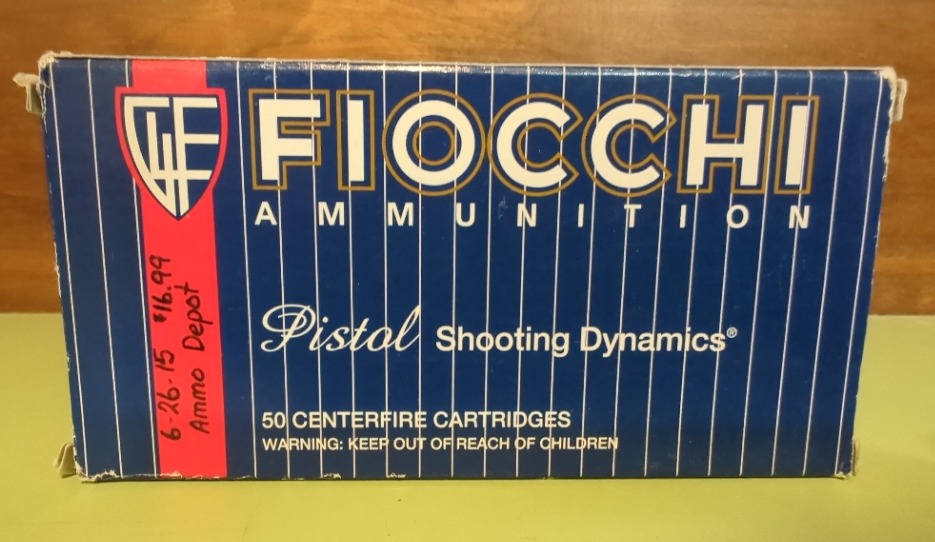 GFL
FIOCCHI
AMMUNITION
Pistol Shooting Dynamics®
50 CENTERFIRE CARTRIDGES
WARNING: KEEP OUT OF REACH OF CHILDREN
6-26-15 $16.99
Ammo Depot